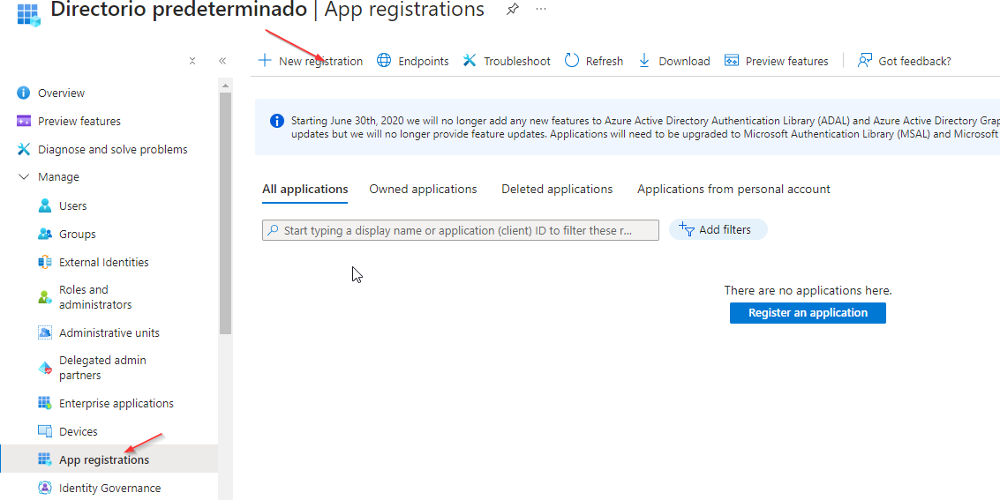 Directorio predeterminado | App registrations
New registration
Endpoints
Troubleshoot
Refresh
Download
Preview features
Got feedback?
Overview
Preview features
Diagnose and solve problems
Manage
Users
Groups
External Identities
Roles and
administrators
Administrative units
Delegated admin
partners
Enterprise applications
Devices
App registrations
Identity Governance
Starting June 30th, 2020 we will no longer add any new features to Azure Active Directory Authentication Library (ADAL) and Azure Active Directory Grap
updates but we will no longer provide feature updates. Applications will need to be upgraded to Microsoft Authentication Library (MSAL) and Microsoft
All applications
Owned applications
Deleted applications
Applications from personal account
Start typing a display name or application (client) ID to filter these r...
Add filters
There are no applications here.
Register an application